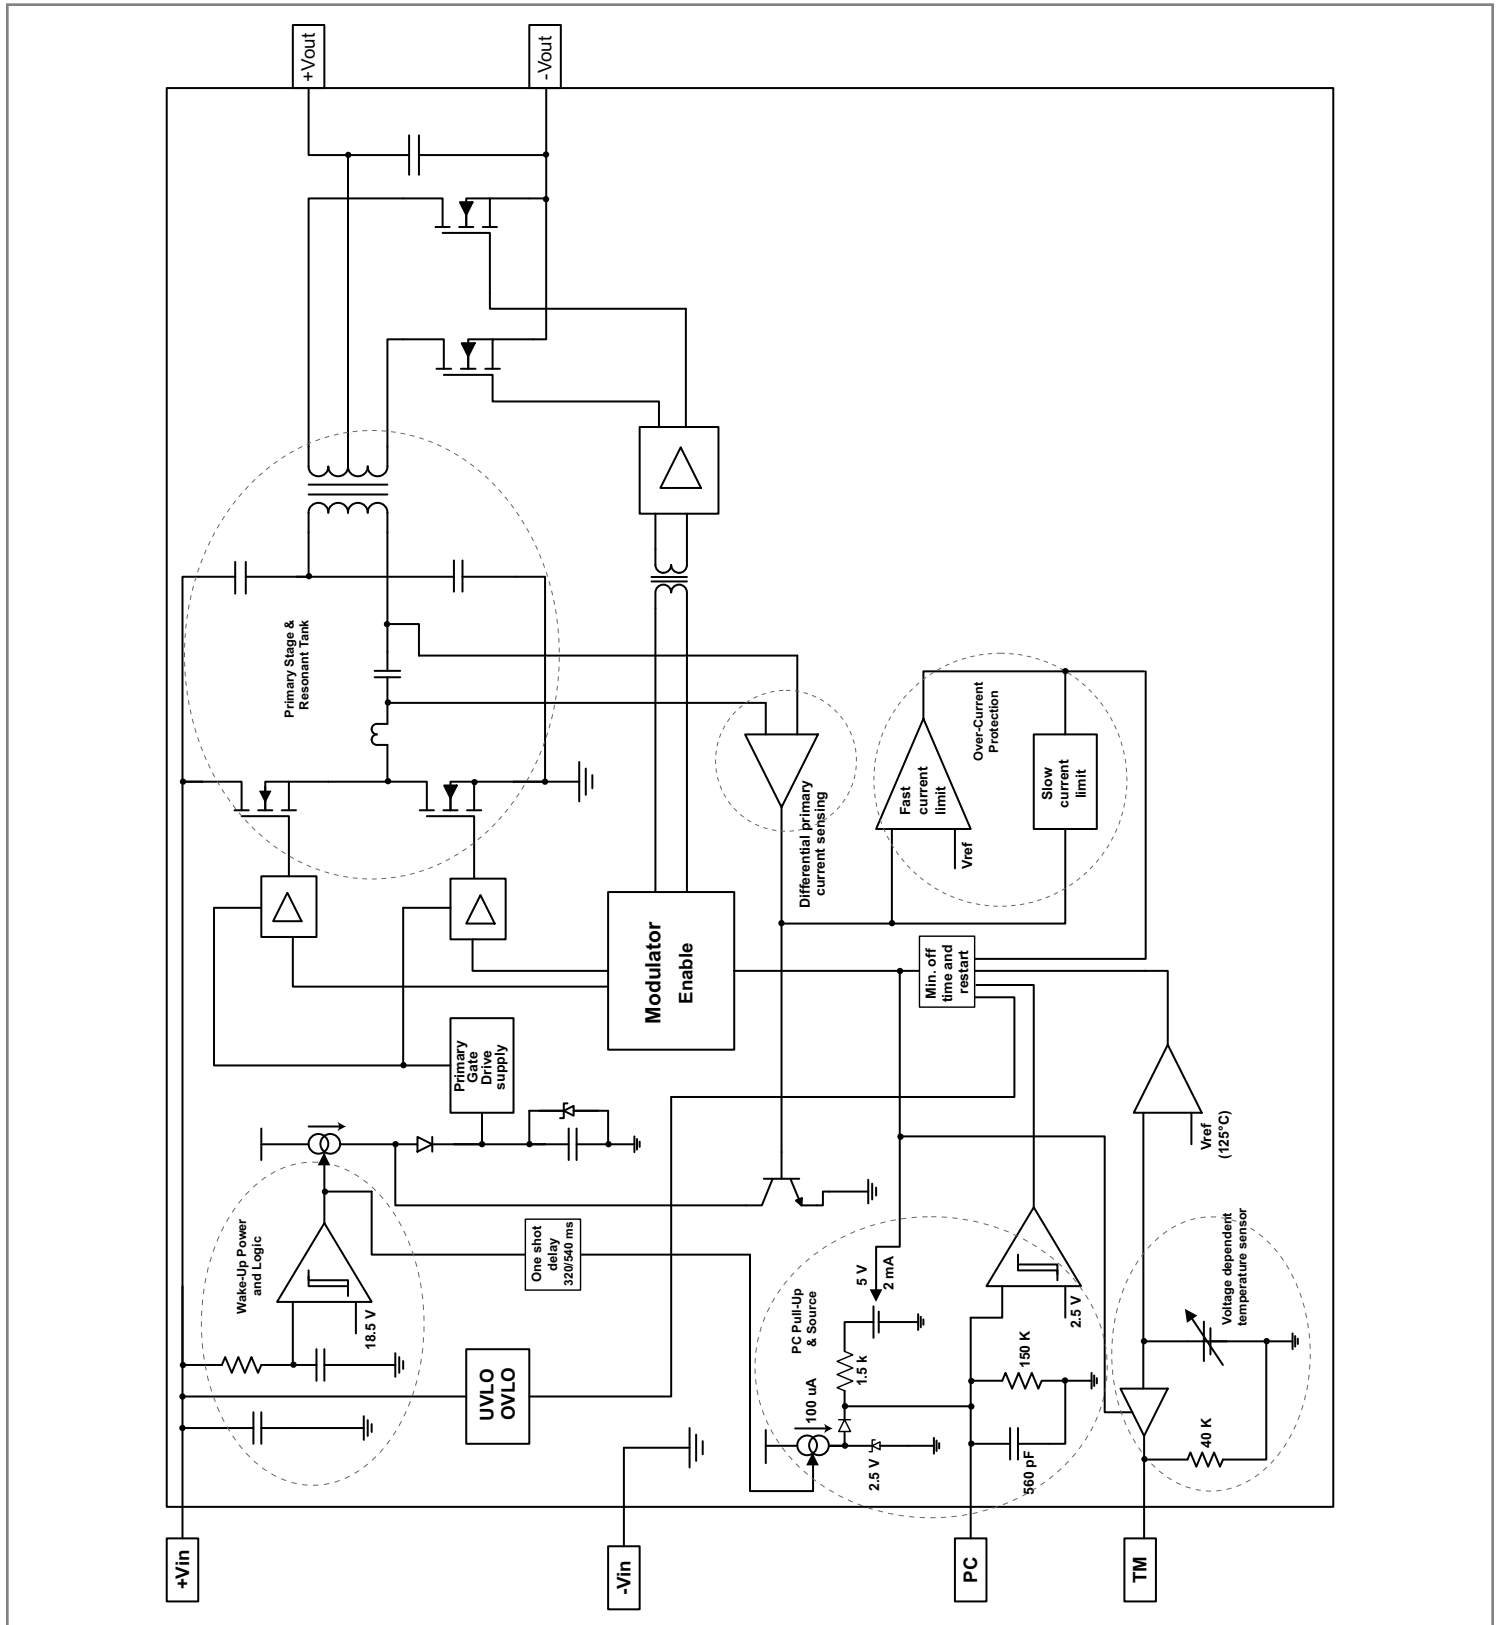 +Vout
-Vout
Primary Stage &
Resonant Tank
Differential primary
current sensing
Fast
current
limit
Vref
Over-Current
Protection
Slow
current
limit
Modulator
Enable
Min. off
time and
restart
Primary
Gate
Drive
supply
Vref
(125°C)
Wake-Up Power
and Logic
18.5 V
One shot
delay
320/540 ms
UVLO
OVLO
PC Pull-Up
& Source
5 V
2 mA
1.5 k
100 uA
2.5 V
2.5 V
150 K
560 pF
Voltage dependent
temperature sensor
40 K
+Vin
-Vin
PC
TM